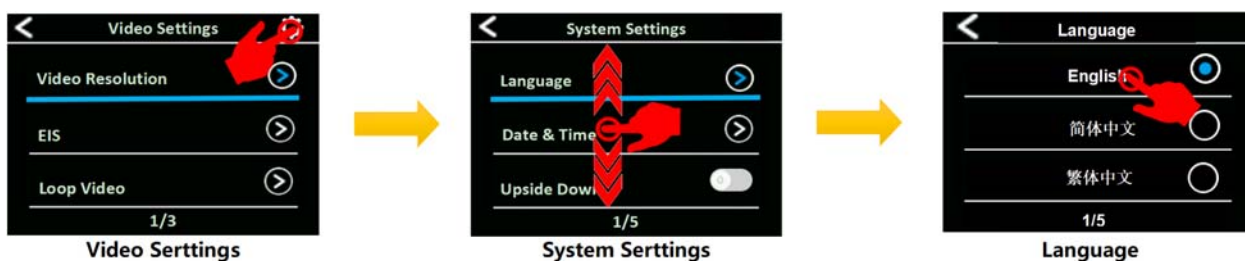 Video Settings
Video Resolution
EIS
Loop Video
1/3
Video Serttings
System Settings
Language
Date & Time
Upside Down
1/5
System Serttings
Language
English
简体中文
繁体中文
1/5
Language